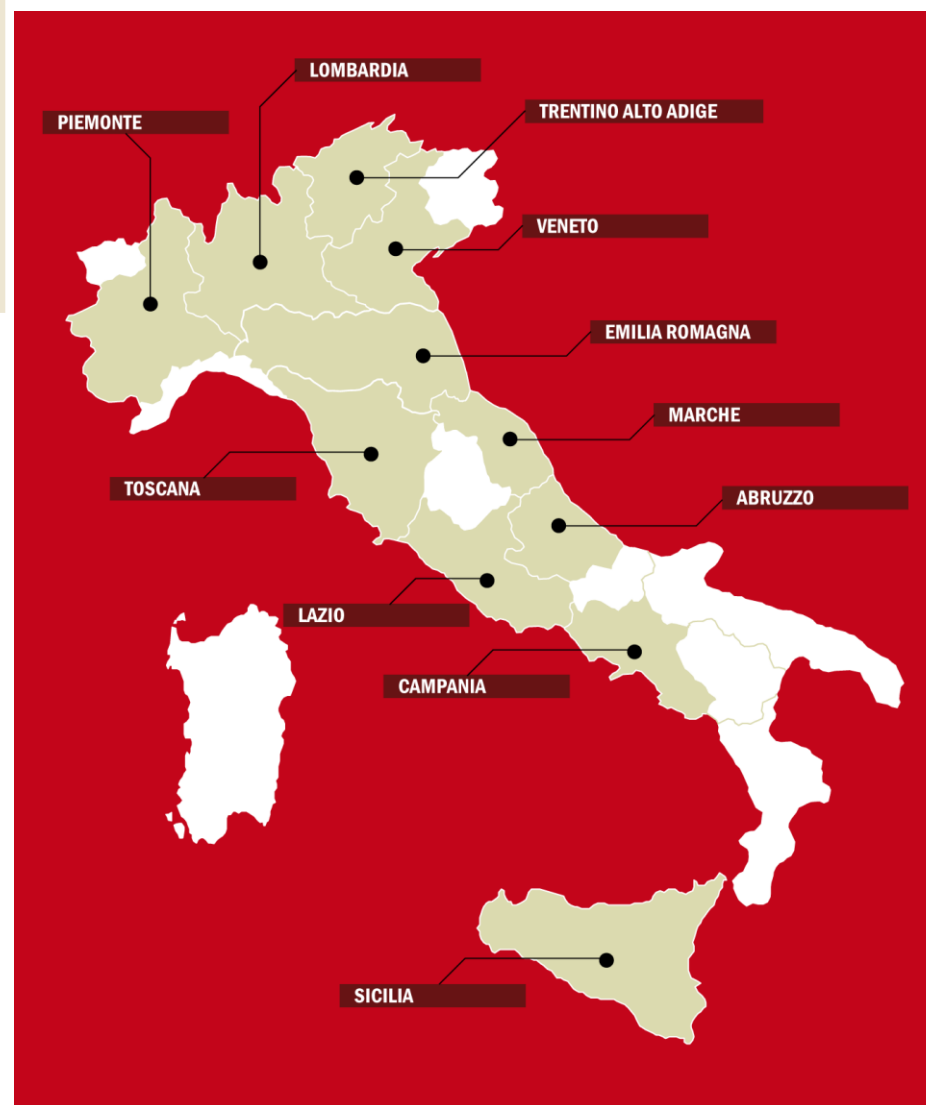 LOMBARDIA
TRENTINO ALTO ADIGE
PIEMONTE
VENETO
EMILIA ROMAGNA
MARCHE
TOSCANA
ABRUZZO
LAZIO
CAMPANIA
SICILIA